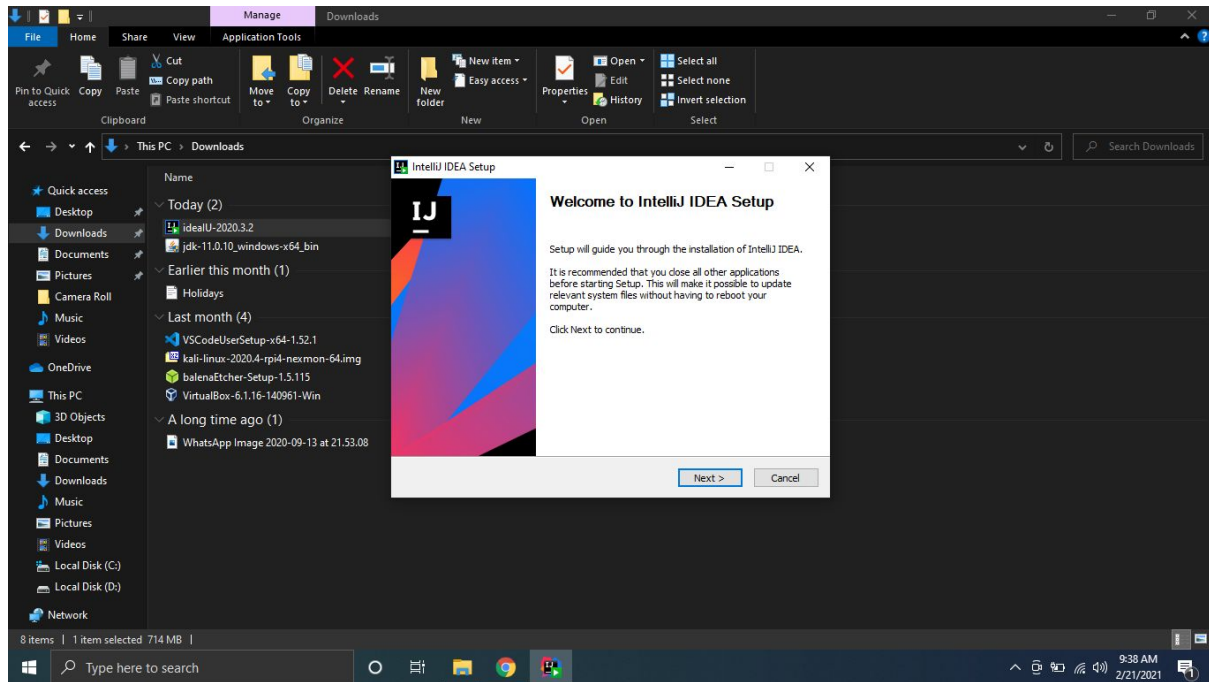 Manage Downloads
File Home Share View Application Tools
Pin to Quick access
Copy
Paste
Cut
Copy path
Paste shortcut
Clipboard
Move to
Copy to
Delete
Rename
Organize
New folder
New item
Easy access
New
Properties
Open
Edit
History
Open
Select all
Select none
Invert selection
Select
This PC > Downloads
Search Downloads
Quick access
Desktop
Downloads
Documents
Pictures
Camera Roll
Music
Videos
OneDrive
This PC
3D Objects
Desktop
Documents
Downloads
Music
Pictures
Videos
Local Disk (C:)
Local Disk (D:)
Network
Name
Today (2)
ideaIU-2020.3.2
jdk-11.0.10_windows-x64_bin
Earlier this month (1)
Holidays
Last month (4)
VSCodeUserSetup-x64-1.52.1
kali-linux-2020.4-rpi4-nexmon-64.img
balenaEtcher-Setup-1.5.115
VirtualBox-6.1.16-140961-Win
A long time ago (1)
WhatsApp Image 2020-09-13 at 21.53.08
IntelliJ IDEA Setup
IJ
Welcome to IntelliJ IDEA Setup
Setup will guide you through the installation of IntelliJ IDEA.
It is recommended that you close all other applications
before starting Setup. This will make it possible to update
relevant system files without having to reboot your
computer.
Click Next to continue.
Next > Cancel
8 items | 1 item selected 714 MB |
Type here to search
9:38 AM
2/21/2021
1